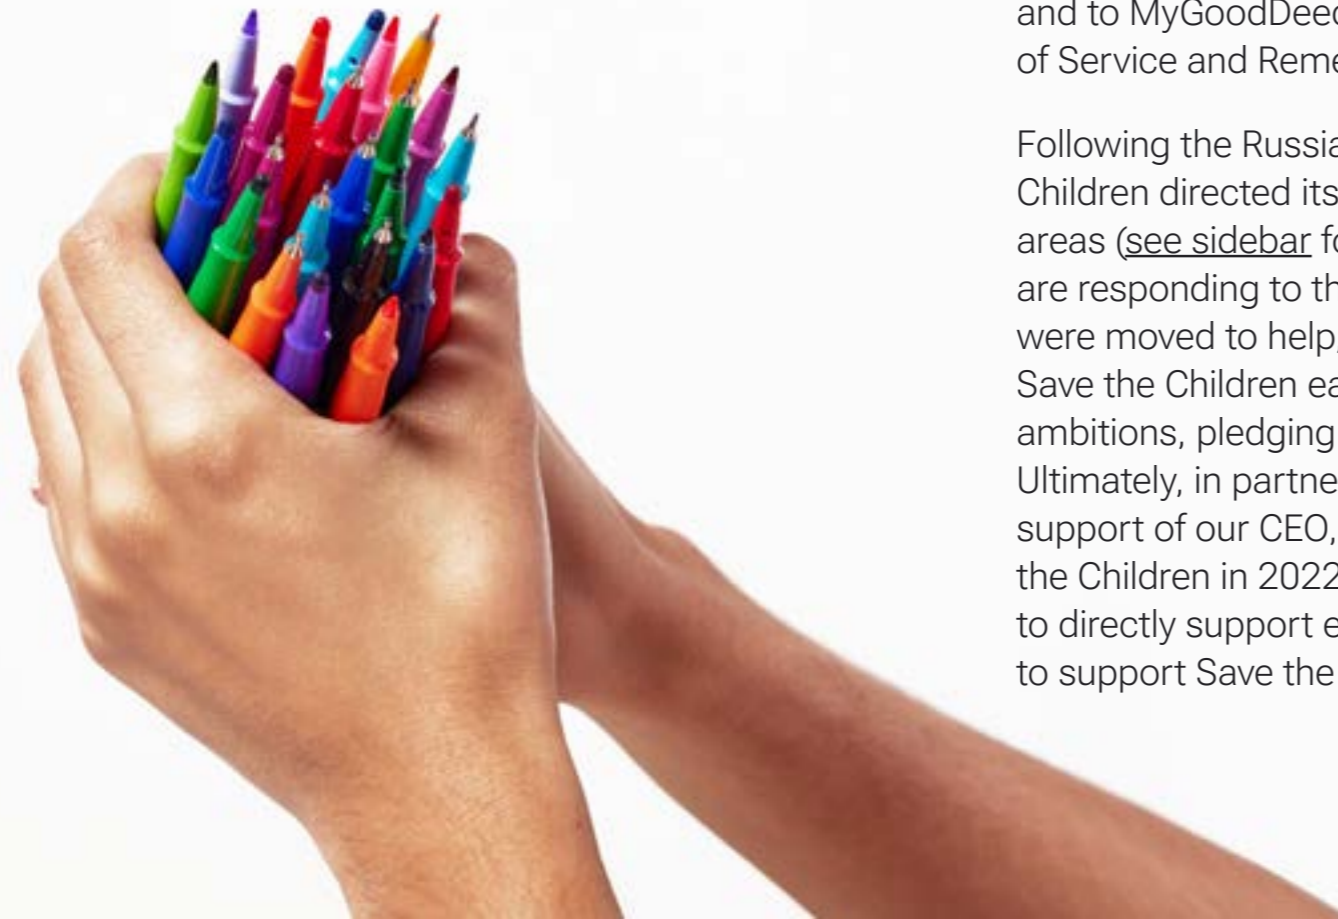 and to MyGoodDeed
of Service and Reme
Following the Russia
Children directed its
areas (see sidebar fo
are responding to th
were moved to help,
Save the Children ea
ambitions, pledging
Ultimately, in partne
support of our CEO,
the Children in 2022
to directly support e
to support Save the